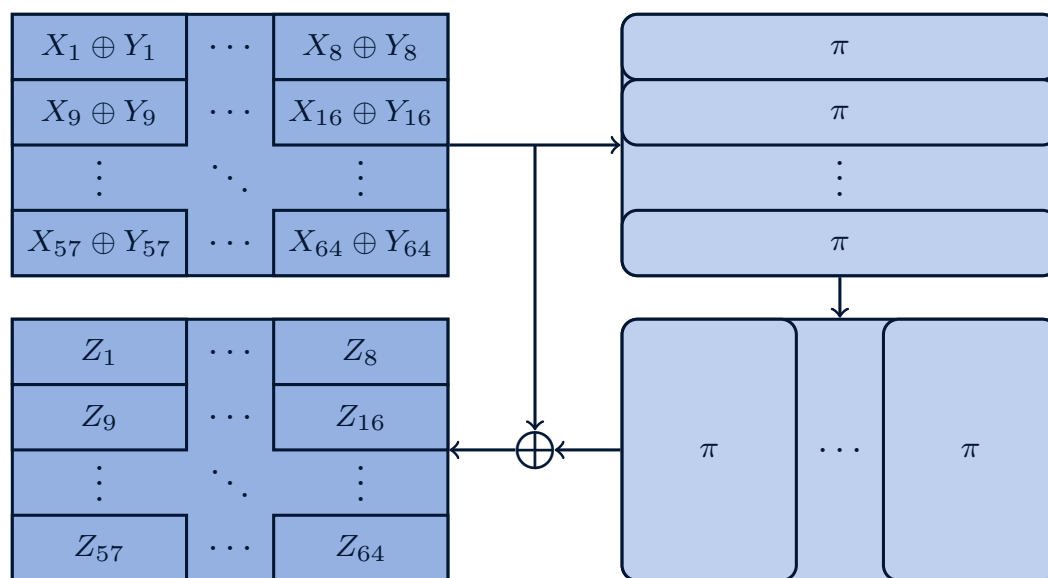 X₁ ⊕ Y₁ ⋯ X₈ ⊕ Y₈
X₉ ⊕ Y₉ ⋯ X₁₆ ⊕ Y₁₆
⋮ ⋱ ⋮
X₅₇ ⊕ Y₅₇ ⋯ X₆₄ ⊕ Y₆₄
π
π
⋮
π
Z₁ ⋯ Z₈
Z₉ ⋯ Z₁₆
⋮ ⋱ ⋮
Z₅₇ ⋯ Z₆₄
π ⋯ π